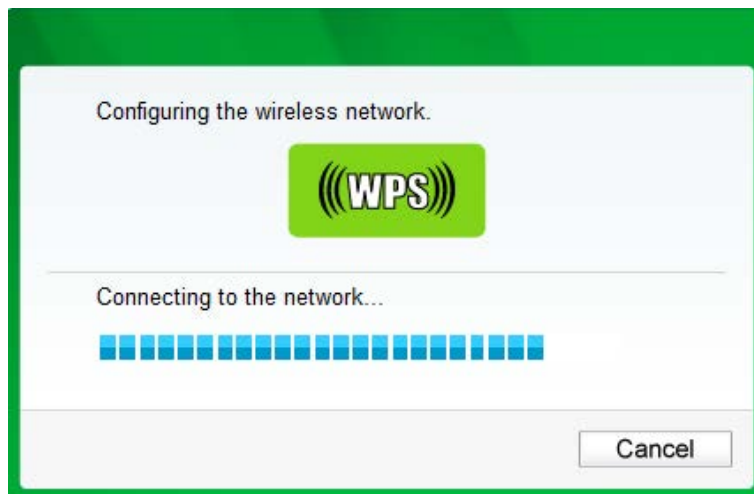 Configuring the wireless network.
WPS
Connecting to the network...
Cancel